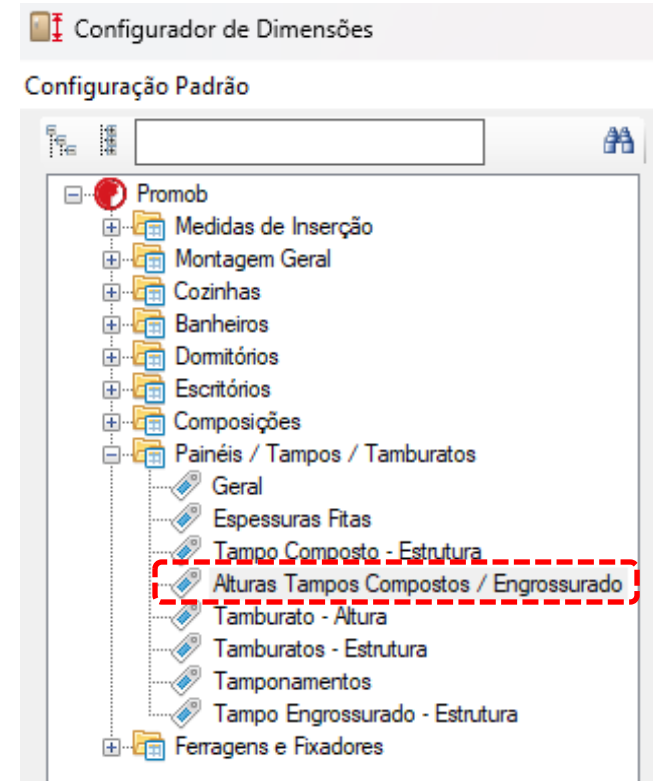 Configurador de Dimensões
Configuração Padrão
Promob
Medidas de Inserção
Montagem Geral
Cozinhas
Banheiros
Dormitórios
Escritórios
Composições
Painéis / Tampos / Tamburatos
Geral
Espessuras Fitas
Tampo Composto - Estrutura
Alturas Tampos Compostos / Engrossurado
Tamburato - Altura
Tamburatos - Estrutura
Tamponamentos
Tampo Engrossurado - Estrutura
Ferragens e Fixadores